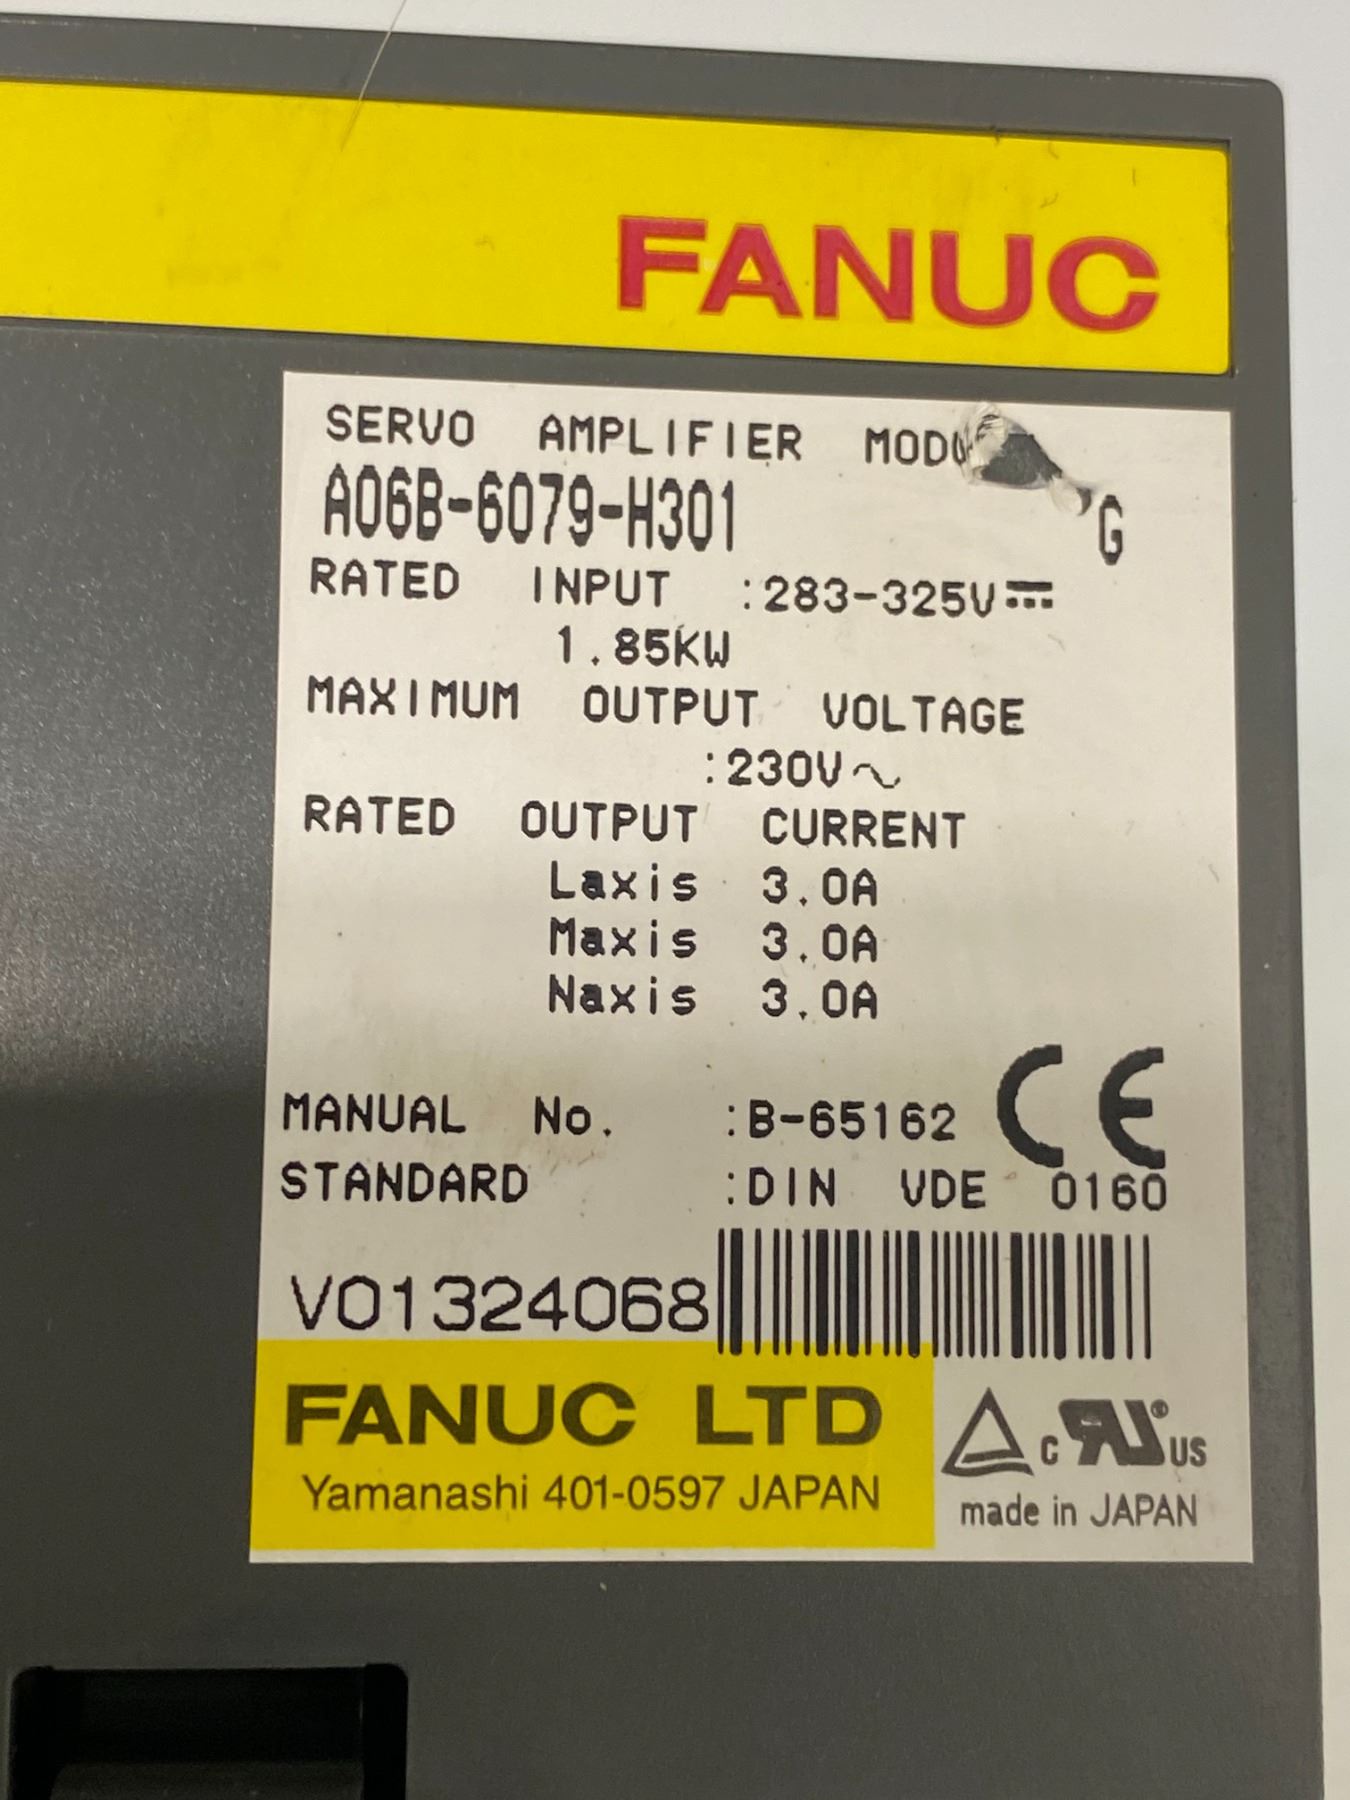 FANUC
SERVO AMPLIFIER
A06B-6079-H301 G
RATED INPUT :283-325V⎓
1.85KW
MAXIMUM OUTPUT VOLTAGE
:230V~
RATED OUTPUT CURRENT
Laxis 3.0A
Maxis 3.0A
Naxis 3.0A
MANUAL No. :B-65162 CE
STANDARD :DIN VDE 0160
V01324068
FANUC LTD
Yamanashi 401-0597 JAPAN
c RU® US
made in JAPAN